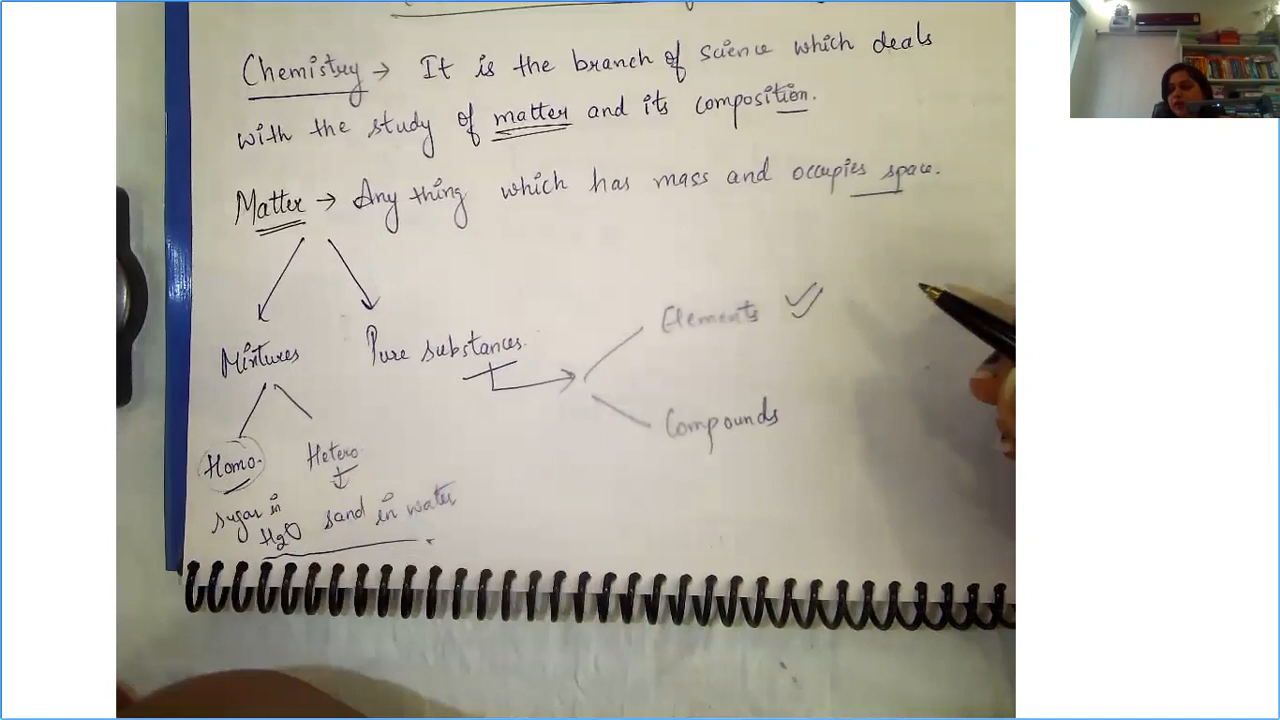 Chemistry → It is the branch of science which deals
with the study of matter and its composition.
Matter → Any thing which has mass and occupies space.
Elements
Mixtures
Pure substances.
Compounds
Homo.
Hetero
sugar in
H2O
sand in water